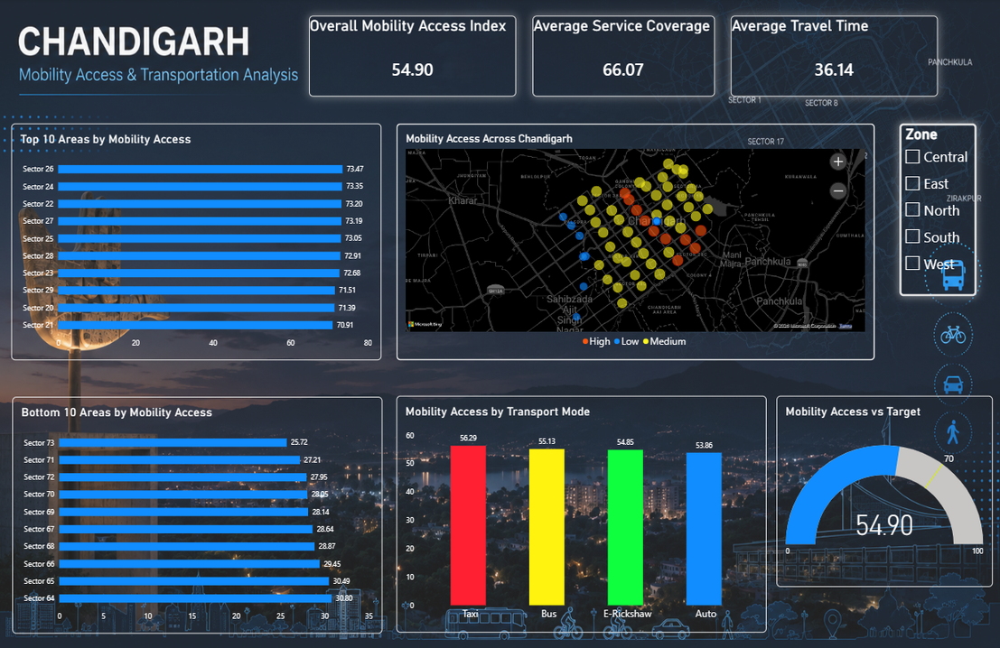 CHANDIGARH
Mobility Access & Transportation Analysis
Overall Mobility Access Index
54.90
Average Service Coverage
66.07
Average Travel Time
36.14
PANCHKULA
SECTOR 1
SECTOR 8
Top 10 Areas by Mobility Access
Sector 26 73.47
Sector 24 73.35
Sector 22 73.20
Sector 27 73.19
Sector 25 73.05
Sector 28 72.91
Sector 23 72.68
Sector 29 71.51
Sector 20 71.39
Sector 21 70.91
0 20 40 60 80
Mobility Access Across Chandigarh
SECTOR 17
Kharar
Chandigarh
Mani
Majra
Panchkula
PANCHKULA
TEHSIL
Panchkula
Sahibzada
Ajit
Singh
Nagar
CHANDIGARH
Microsoft Bing
Terms
High Low Medium
Zone
Central
East
ZIRAKPUR
North
South
West
Bottom 10 Areas by Mobility Access
Sector 73 25.72
Sector 71 27.21
Sector 72 27.95
Sector 70 28.05
Sector 69 28.14
Sector 67 28.64
Sector 68 28.87
Sector 66 29.45
Sector 65 30.49
Sector 64 30.80
0 5 10 15 20 25 30 35
Mobility Access by Transport Mode
60
50
40
30
20
10
0
56.29 55.13 54.85 53.86
Taxi Bus E-Rickshaw Auto
Mobility Access vs Target
70
54.90
0 100